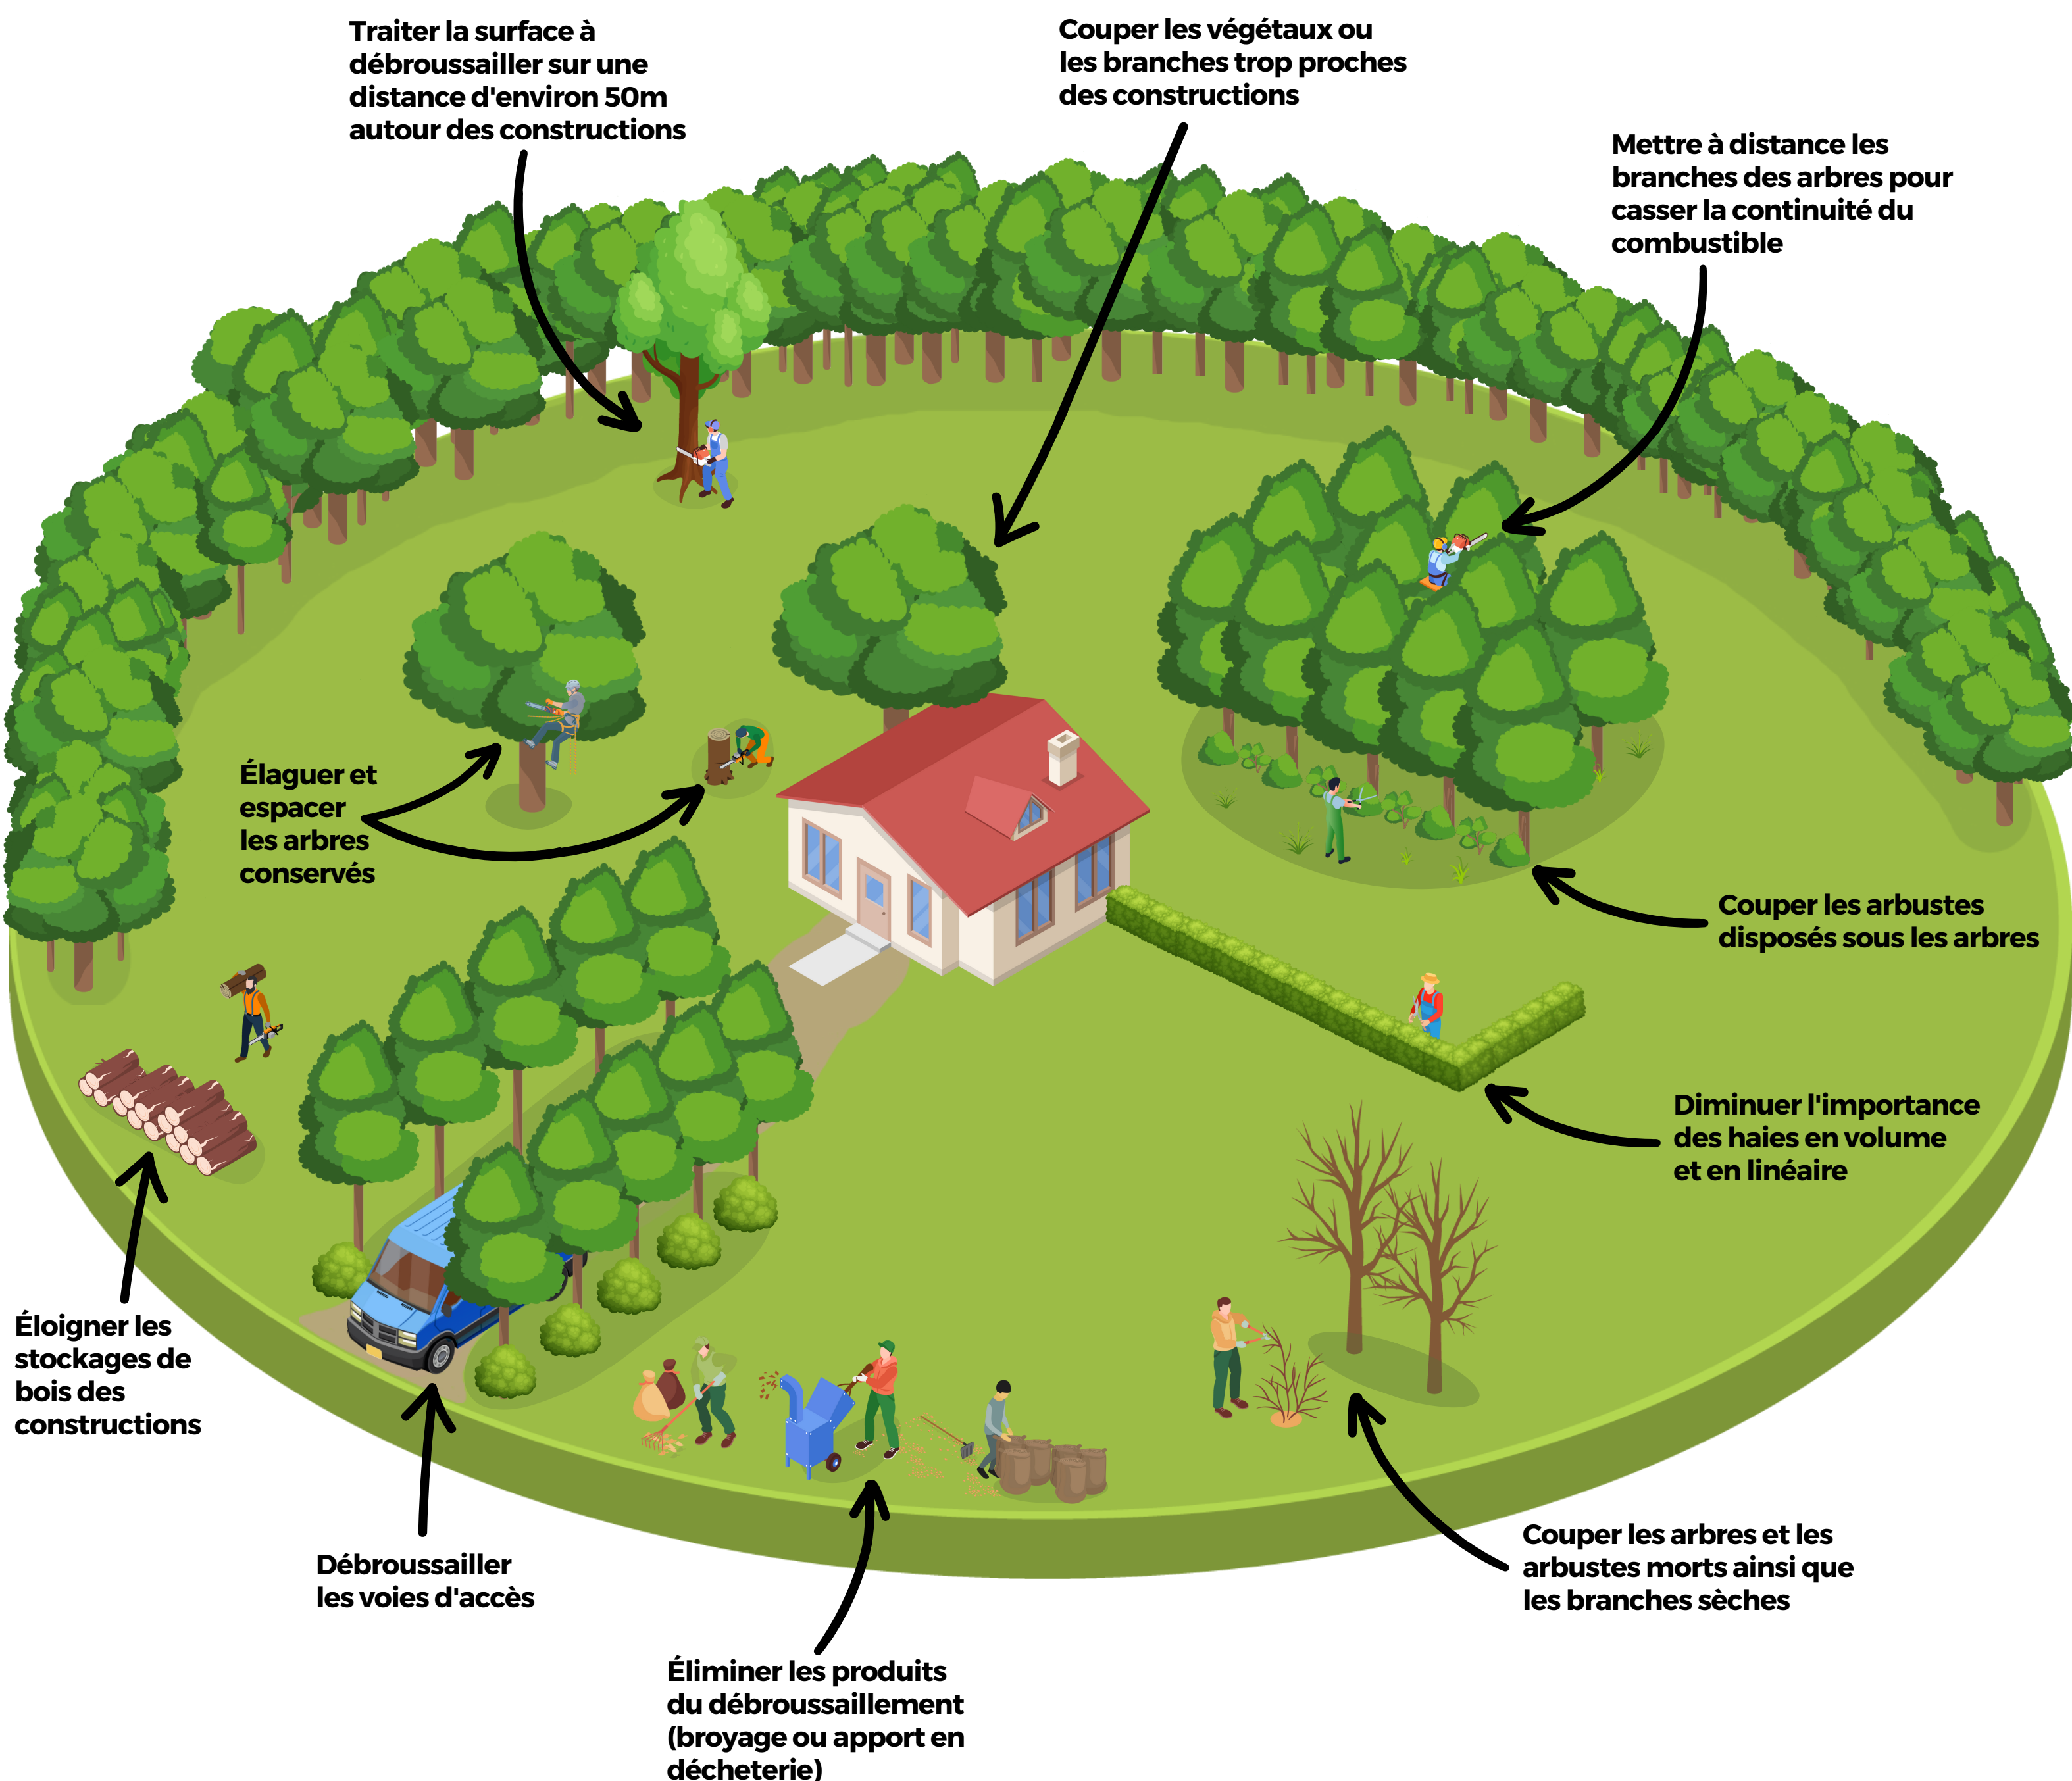 Traiter la surface à
débroussailler sur une
distance d'environ 50m
autour des constructions
Couper les végétaux ou
les branches trop proches
des constructions
Mettre à distance les
branches des arbres pour
casser la continuité du
combustible
Élaguer et
espacer
les arbres
conservés
Couper les arbustes
disposés sous les arbres
Diminuer l'importance
des haies en volume
et en linéaire
Éloigner les
stockages de
bois des
constructions
Débroussailler
les voies d'accès
Couper les arbres et les
arbustes morts ainsi que
les branches sèches
Éliminer les produits
du débroussaillement
(broyage ou apport en
décheterie)